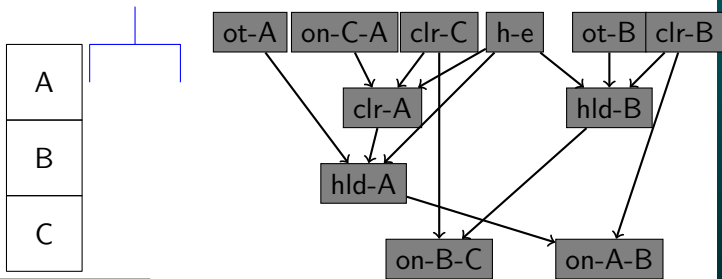 ot-A on-C-A clr-C h-e ot-B clr-B
A
clr-A hld-B
B
hld-A
C
on-B-C on-A-B